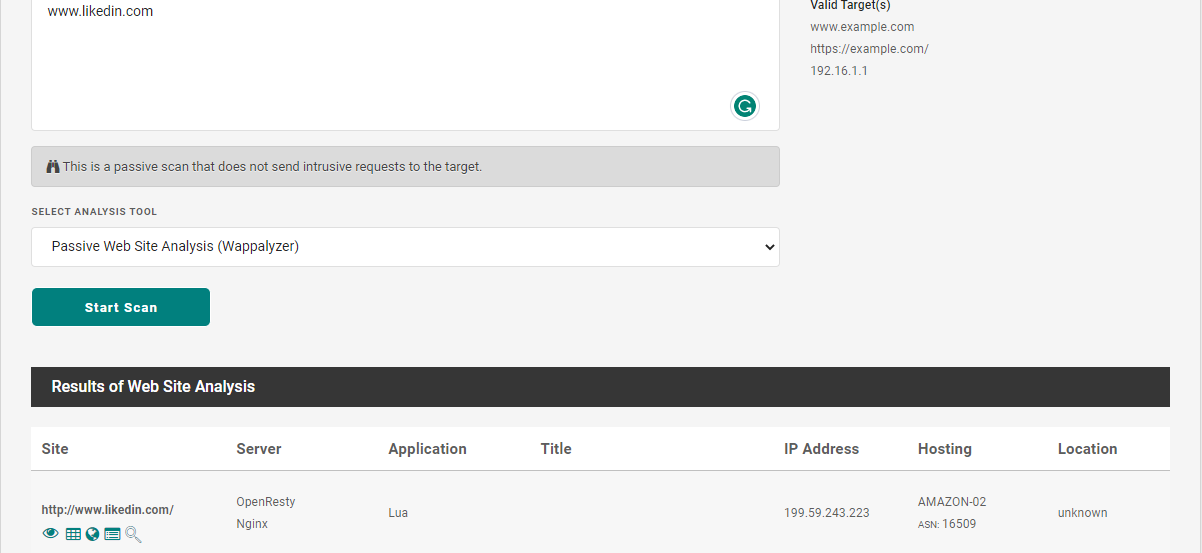 www.likedin.com
Valid Target(s)
www.example.com
https://example.com/
192.16.1.1
This is a passive scan that does not send intrusive requests to the target.
SELECT ANALYSIS TOOL
Passive Web Site Analysis (Wappalyzer)
Start Scan
Results of Web Site Analysis
Site Server Application Title IP Address Hosting Location
http://www.likedin.com/
OpenResty
Nginx
Lua
199.59.243.223
AMAZON-02
ASN: 16509
unknown